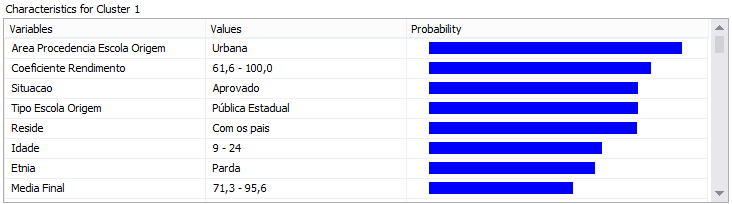 Characteristics for Cluster 1
Variables Values Probability
Area Procedencia Escola Origem Urbana
Coeficiente Rendimento 61,6 - 100,0
Situacao Aprovado
Tipo Escola Origem Pública Estadual
Reside Com os pais
Idade 9 - 24
Etnia Parda
Media Final 71,3 - 95,6